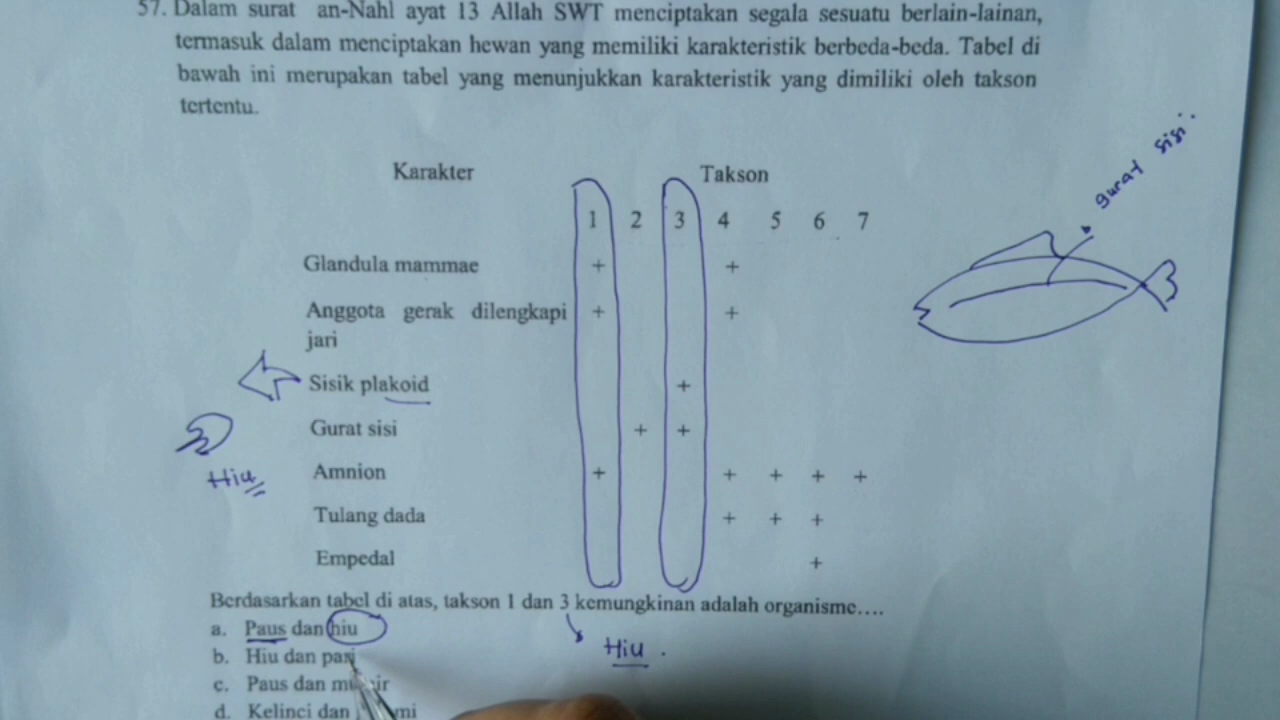 57. Dalam surat an-Nahl ayat 13 Allah SWT menciptakan segala sesuatu berlain-lainan,
termasuk dalam menciptakan hewan yang memiliki karakteristik berbeda-beda. Tabel di
bawah ini merupakan tabel yang menunjukkan karakteristik yang dimiliki oleh takson
tertentu.
Karakter Takson
1 2 3 4 5 6 7
Glandula mammae + +
Anggota gerak dilengkapi + +
jari
Sisik plakoid +
Gurat sisi + +
Amnion + + + + +
Tulang dada + + +
Empedal +
gurat sisi
Hiu
Berdasarkan tabel di atas, takson 1 dan 3 kemungkinan adalah organisme....
a. Paus dan hiu
Hiu .
b. Hiu dan pari
c. Paus dan
d. Kelinci dan